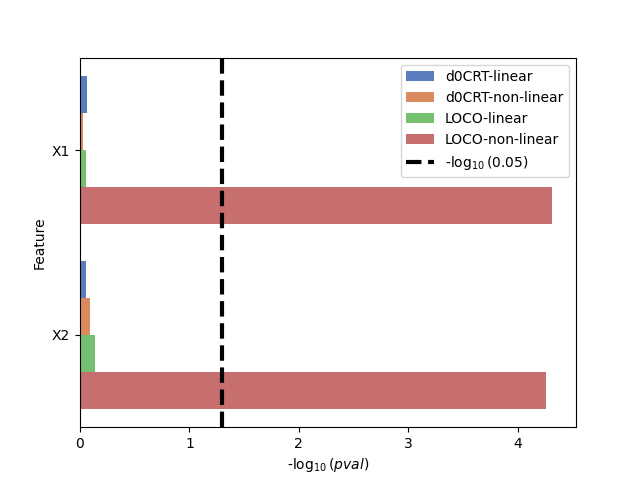 d0CRT-linear
d0CRT-non-linear
LOCO-linear
LOCO-non-linear
-log₁₀(0.05)
X1
Feature
X2
0 1 2 3 4
-log₁₀(pval)